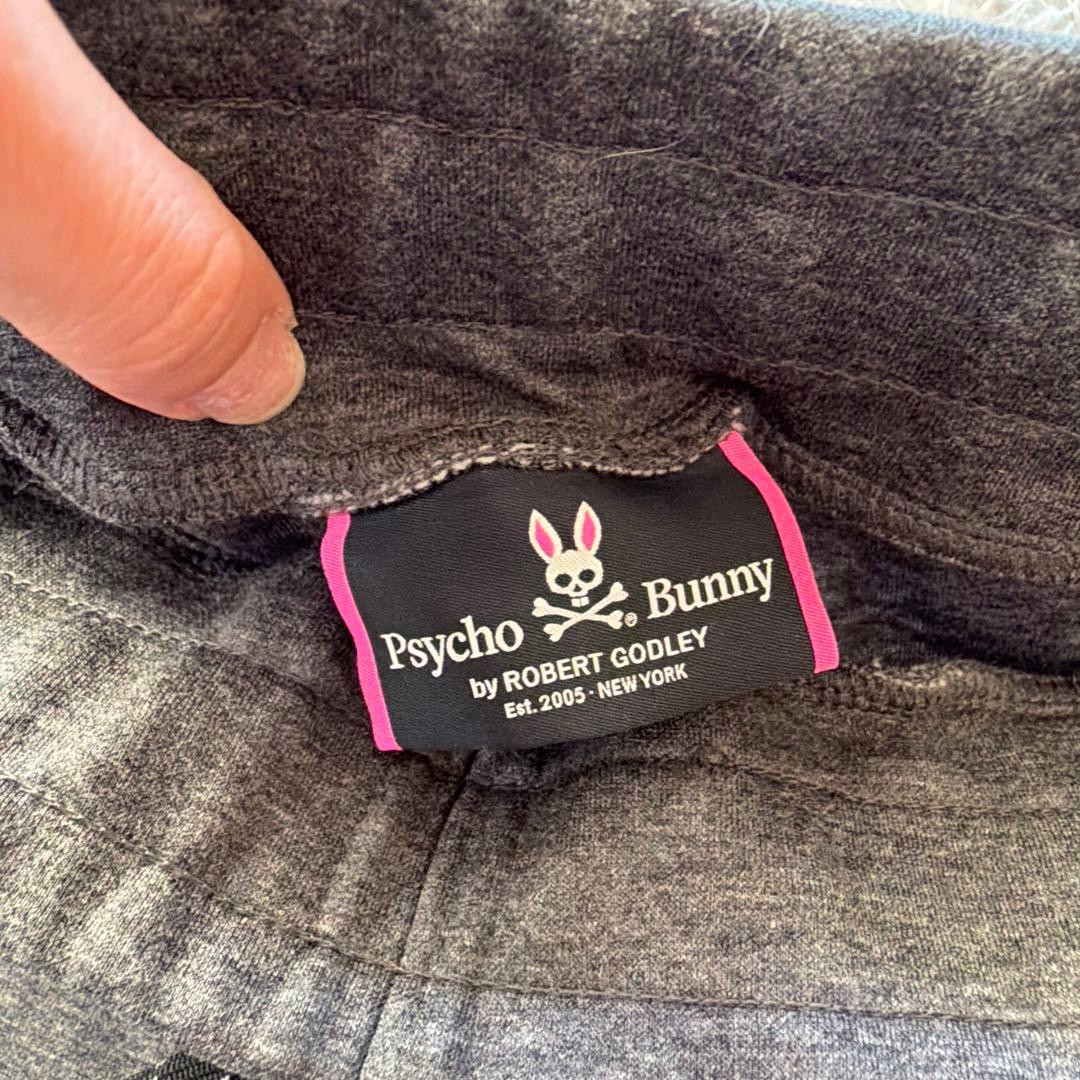 Psycho ® Bunny
by ROBERT GODLEY
Est. 2005 · NEW YORK